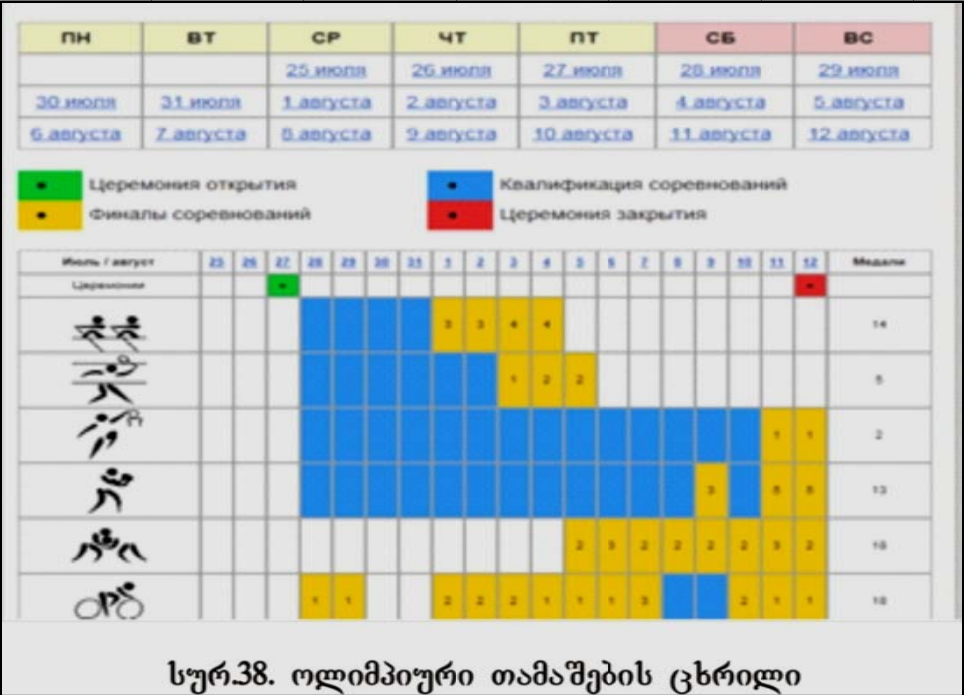 ПН ВТ СР ЧТ ПТ СБ ВС
25 июля 26 июля 27 июля 28 июля 29 июля
30 июля 31 июля 1 августа 2 августа 3 августа 4 августа 5 августа
6 августа 7 августа 8 августа 9 августа 10 августа 11 августа 12 августа
Церемония открытия Квалификация соревнований
Финалы соревнований Церемония закрытия
Июль / август 25 26 27 28 29 30 31 1 2 3 4 5 6 7 8 9 10 11 12 Медали
Церемонии
3 3 4 4 14
1 2 2 5
1 1 2
3 5 5 13
2 3 2 2 2 2 3 2 18
1 1 2 2 2 1 1 1 3 2 1 1 18
სურ.38. ოლიმპიური თამაშების ცხრილი